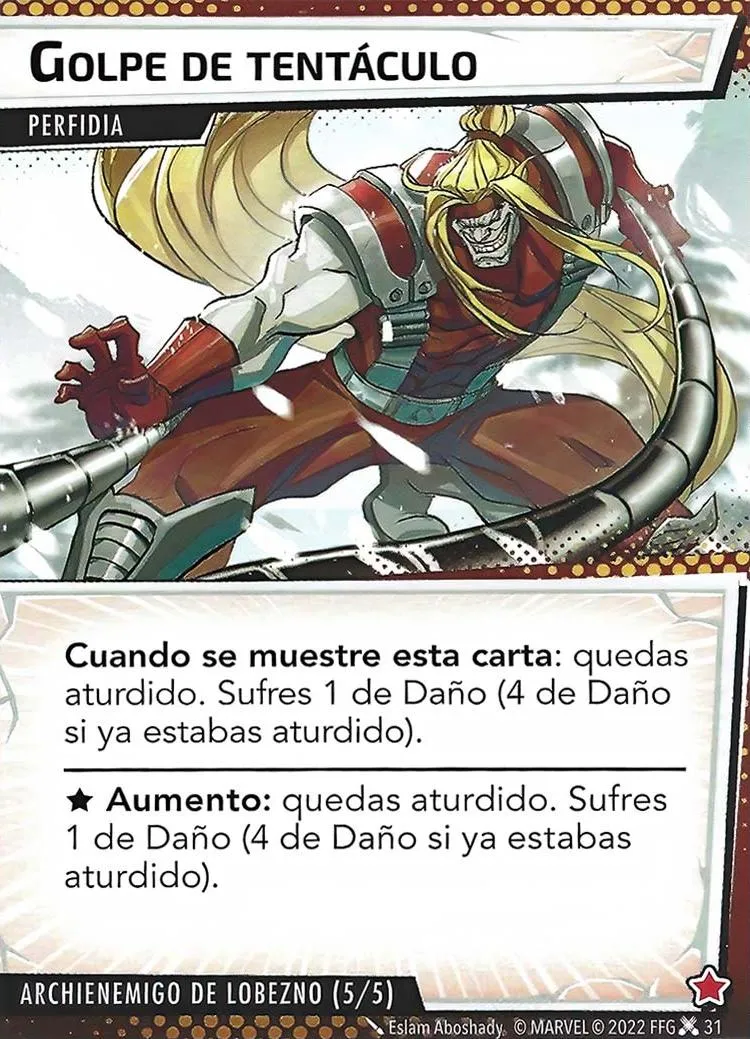 GOLPE DE TENTÁCULO
PERFIDIA
Cuando se muestre esta carta: quedas
aturdido. Sufres 1 de Daño (4 de Daño
si ya estabas aturdido).
★ Aumento: quedas aturdido. Sufres
1 de Daño (4 de Daño si ya estabas
aturdido).
ARCHIENEMIGO DE LOBEZNO (5/5)
Eslam Aboshady. © MARVEL © 2022 FFG 31